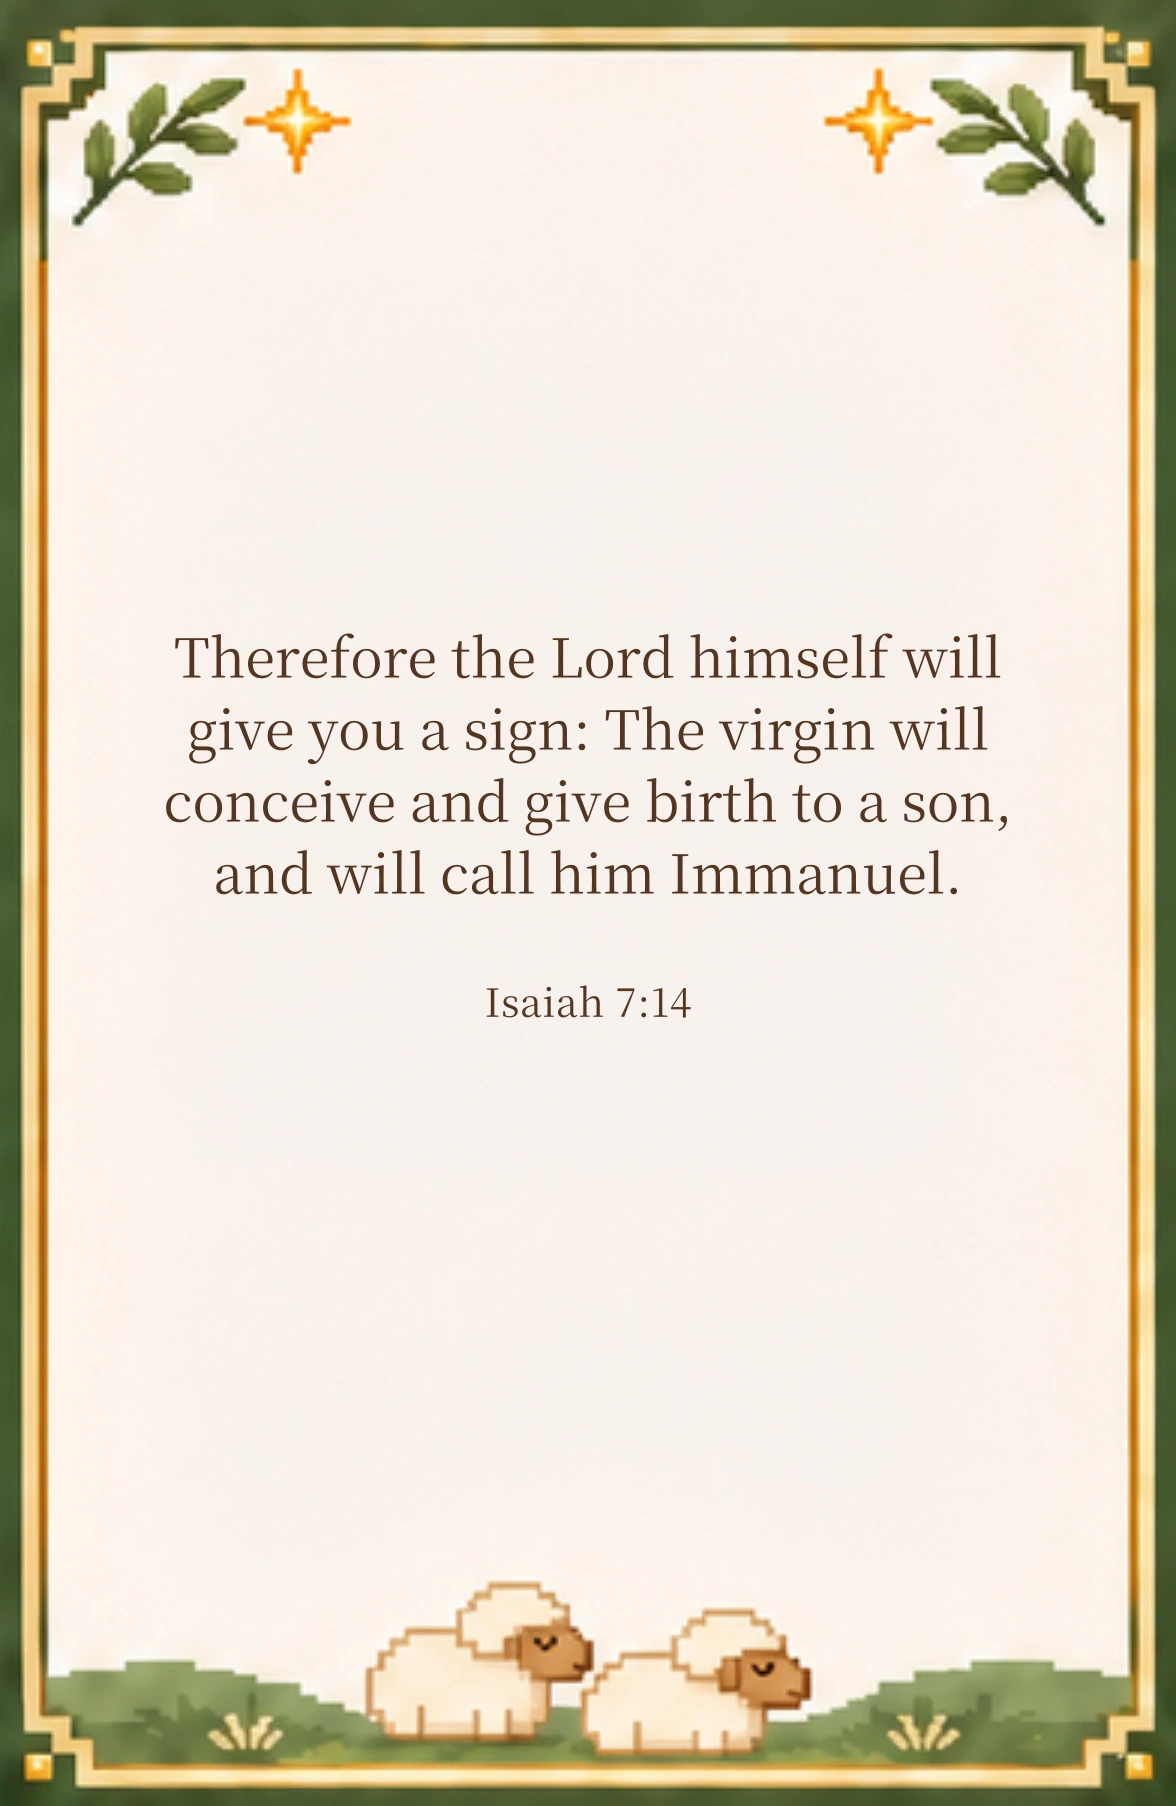 Therefore the Lord himself will
give you a sign: The virgin will
conceive and give birth to a son,
and will call him Immanuel.
Isaiah 7:14